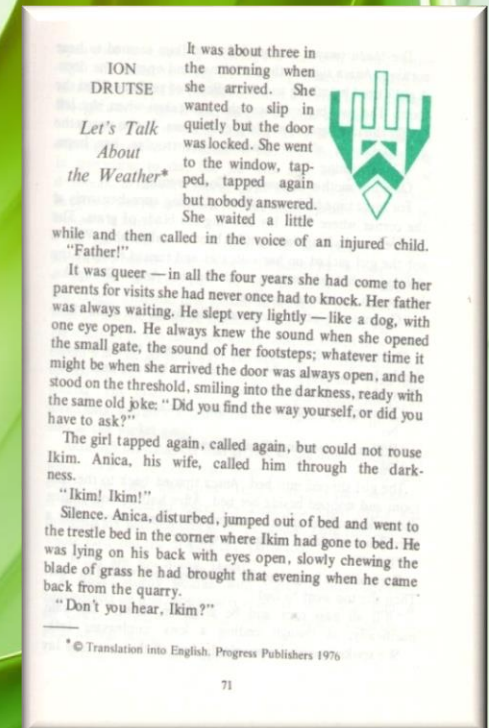 ION
DRUTSE
Let's Talk
About
the Weather*
It was about three in
the morning when
she arrived. She
wanted to slip in
quietly but the door
was locked. She went
to the window, tap-
ped, tapped again
but nobody answered.
She waited a little
while and then called in the voice of an injured child.
"Father!"
It was queer — in all the four years she had come to her
parents for visits she had never once had to knock. Her father
was always waiting. He slept very lightly — like a dog, with
one eye open. He always knew the sound when she opened
the small gate, the sound of her footsteps; whatever time it
might be when she arrived the door was always open, and he
stood on the threshold, smiling into the darkness, ready with
the same old joke: "Did you find the way yourself, or did you
have to ask?"
The girl tapped again, called again, but could not rouse
Ikim. Anica, his wife, called him through the dark-
ness.
"Ikim! Ikim!"
Silence. Anica, disturbed, jumped out of bed and went to
the trestle bed in the corner where Ikim had gone to bed. He
was lying on his back with eyes open, slowly chewing the
blade of grass he had brought that evening when he came
back from the quarry.
"Don't you hear, Ikim?"
*© Translation into English. Progress Publishers 1976
71